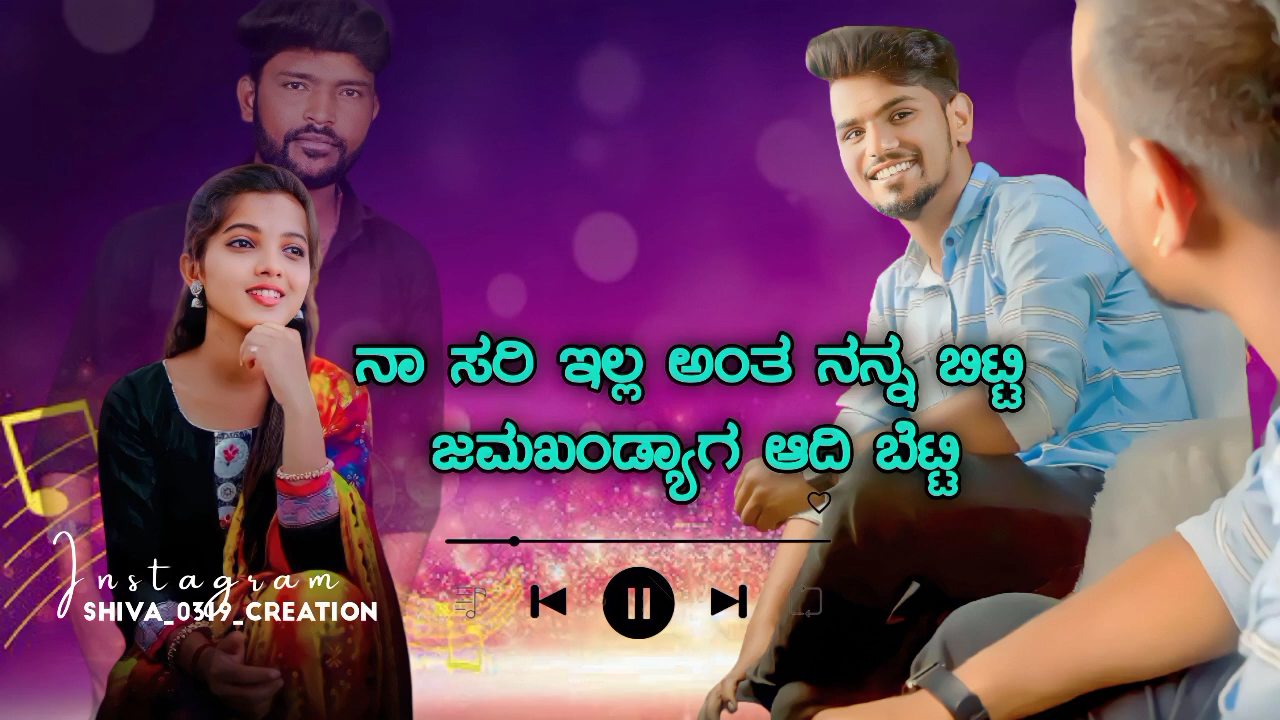 ನಾ ಸರಿ ಇಲ್ಲ ಅಂತ ನನ್ನ ಬಿಟ್ಟಿ
ಜಮಖಂಡ್ಯಾಗ ಆದಿ ಬೆಟ್ಟಿ
Instagram
SHIVA_0319_CREATION